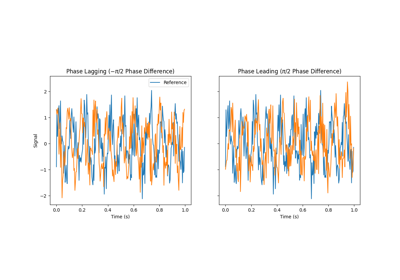 Phase Lagging (−π/2 Phase Difference)
Phase Leading (π/2 Phase Difference)
Reference
Signal
2
1
0
−1
−2
0.0 0.2 0.4 0.6 0.8 1.0
0.0 0.2 0.4 0.6 0.8 1.0
Time (s)
Time (s)